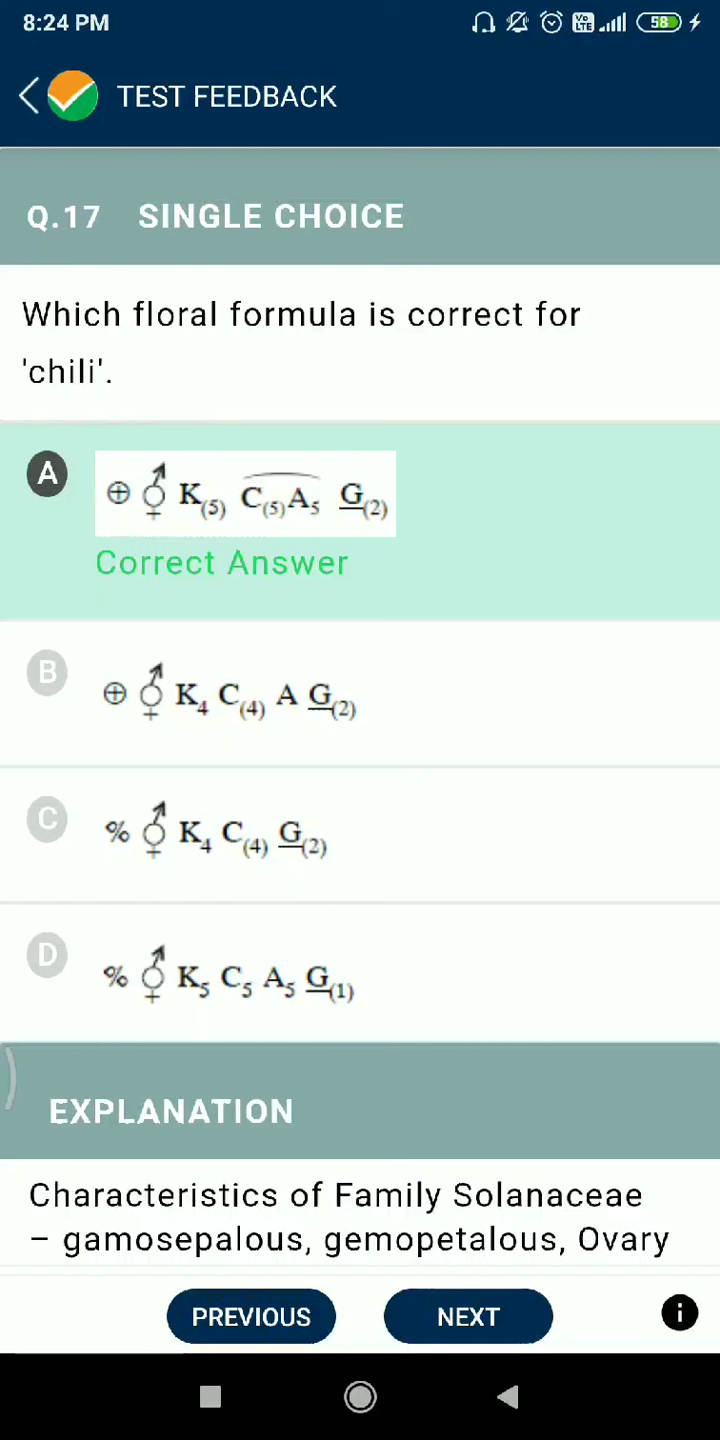 8:24 PM
Vo LTE 58
TEST FEEDBACK
Q.17 SINGLE CHOICE
Which floral formula is correct for
'chili'.
A ⊕ ⚥ K(5) C(5)A5 G(2)
Correct Answer
B ⊕ ⚥ K4 C(4) A G(2)
C % ⚥ K4 C(4) G(2)
D % ⚥ K5 C5 A5 G(1)
EXPLANATION
Characteristics of Family Solanaceae
– gamosepalous, gemopetalous, Ovary
PREVIOUS NEXT i